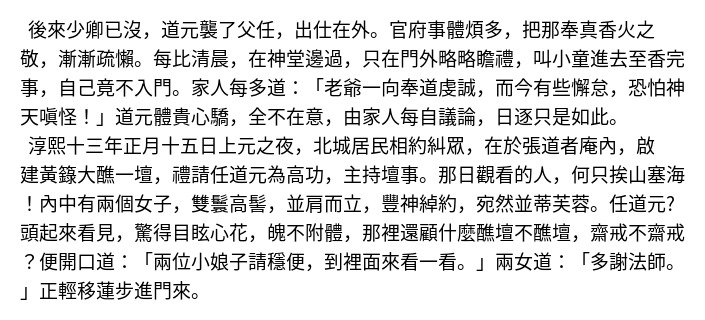 後來少卿已沒，道元襲了父任，出仕在外。官府事體煩多，把那奉真香火之
敬，漸漸疏懶。每比清晨，在神堂邊過，只在門外略略瞻禮，叫小童進去至香完
事，自己竟不入門。家人每多道：「老爺一向奉道虔誠，而今有些懈怠，恐怕神
天嗔怪！」道元體貴心驕，全不在意，由家人每自議論，日逐只是如此。
淳熙十三年正月十五日上元之夜，北城居民相約糾眾，在於張道者庵內，啟
建黃籙大醮一壇，禮請任道元為高功，主持壇事。那日觀看的人，何只挨山塞海
！內中有兩個女子，雙鬟高髻，並肩而立，豐神綽約，宛然並蒂芙蓉。任道元?
頭起來看見，驚得目眩心花，魄不附體，那裡還顧什麼醮壇不醮壇，齋戒不齋戒
？便開口道：「兩位小娘子請穩便，到裡面來看一看。」兩女道：「多謝法師。
」正輕移蓮步進門來。